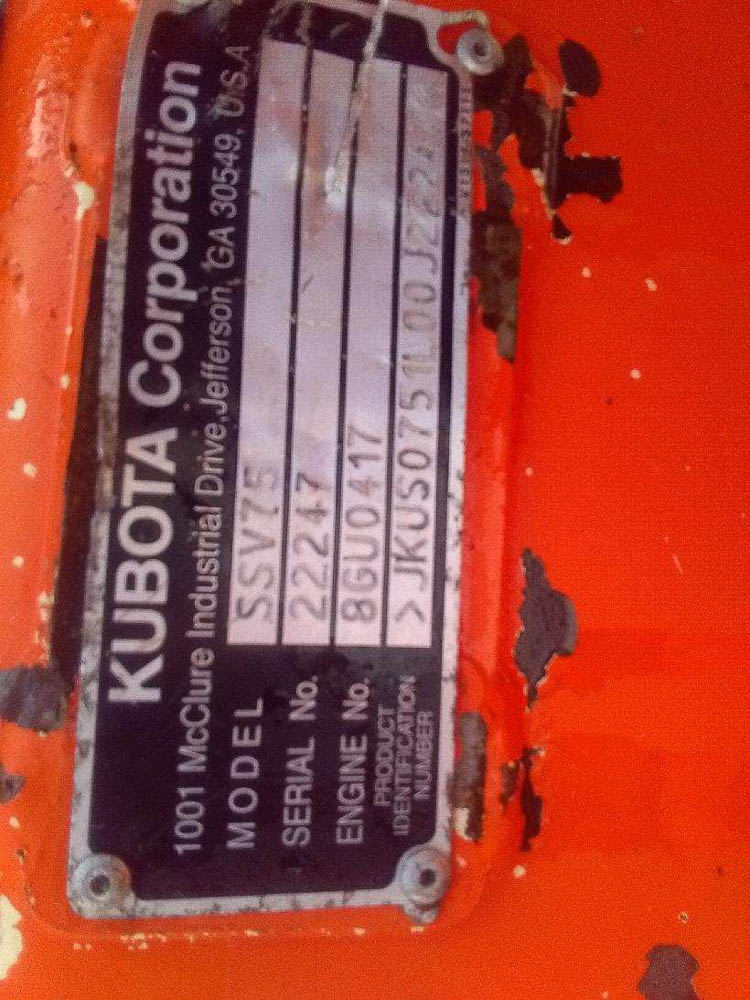 KUBOTA Corporation
1001 McClure Industrial Drive,Jefferson, GA 30549, U.S.A
MODEL SSV75
SERIAL No. 22247
ENGINE No. 8GU0417
PRODUCT
IDENTIFICATION
NUMBER